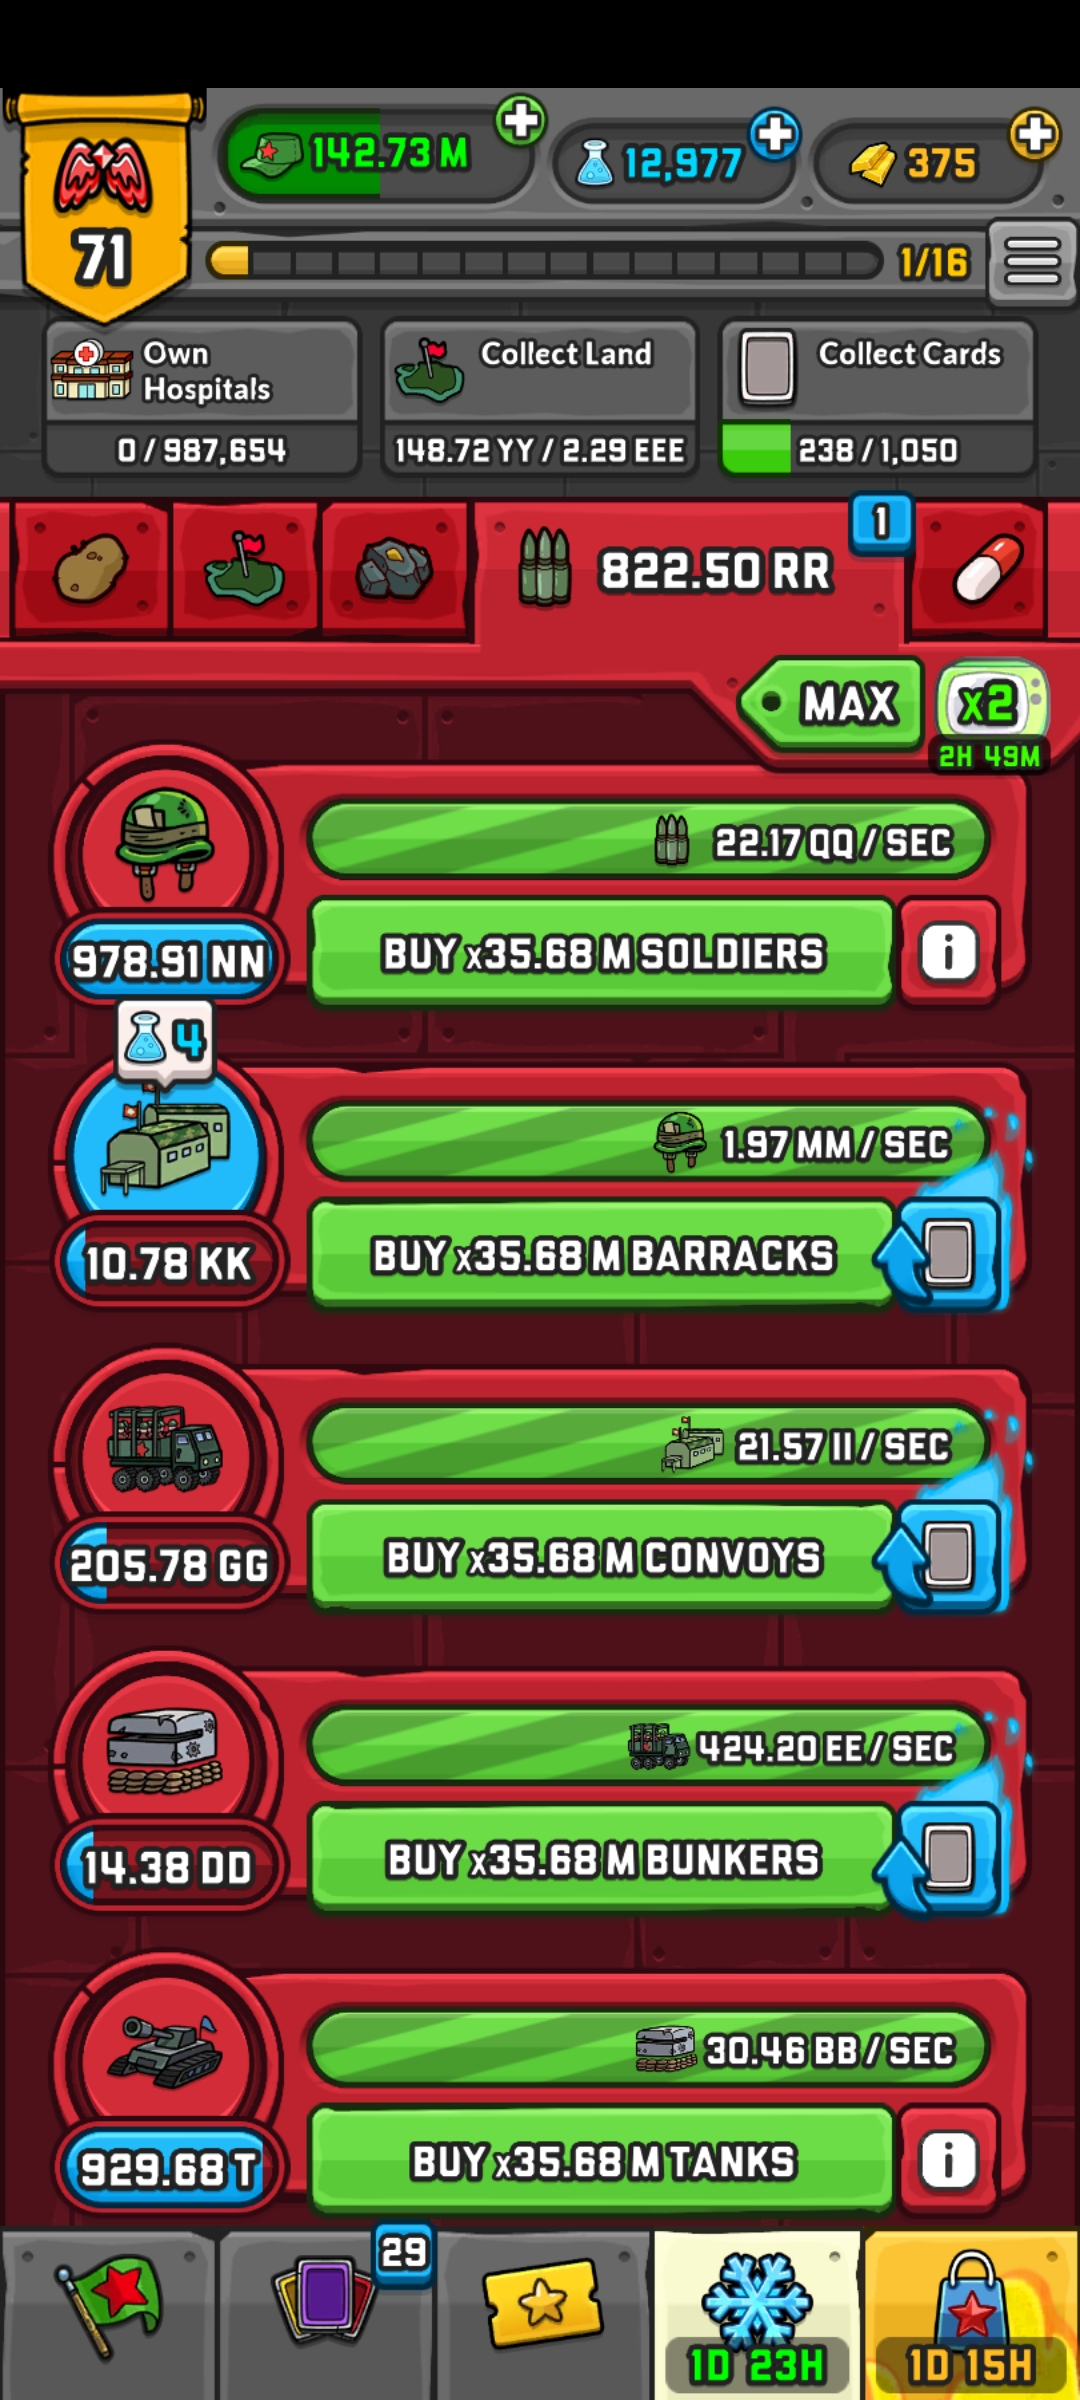 142.73 M
12,977
375
71
1/16
Own
Hospitals
0 / 987,654
Collect Land
148.72 YY / 2.29 EEE
Collect Cards
238 / 1,050
822.50 RR
1
MAX
x2
2H 49M
22.17 QQ / SEC
978.91 NN
BUY x35.68 M SOLDIERS
i
4
1.97 MM / SEC
10.78 KK
BUY x35.68 M BARRACKS
21.57 II / SEC
205.78 GG
BUY x35.68 M CONVOYS
424.20 EE / SEC
14.38 DD
BUY x35.68 M BUNKERS
30.46 BB / SEC
929.68 T
BUY x35.68 M TANKS
i
29
1D 23H
1D 15H